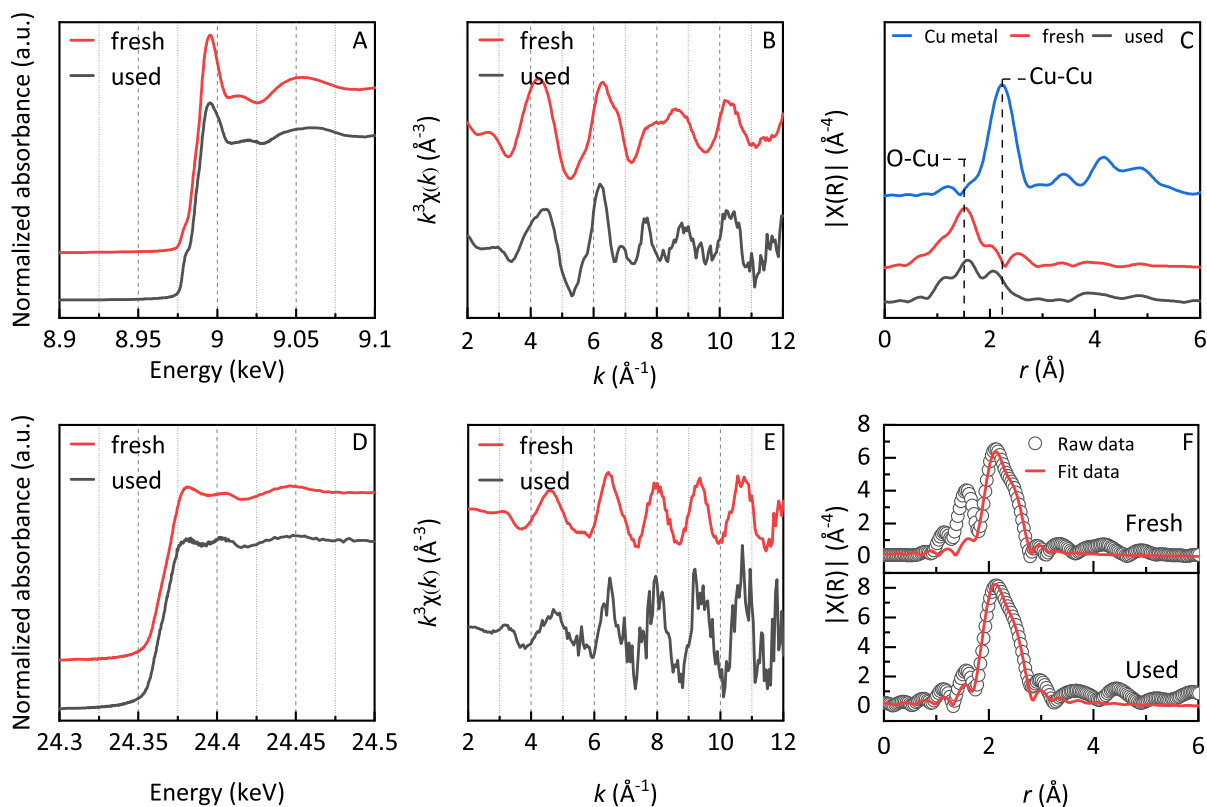 Normalized absorbance (a.u.)
fresh
used
A
8.9 8.95 9 9.05 9.1
Energy (keV)
k³χ(k) (Å⁻³)
fresh
used
B
2 4 6 8 10 12
k (Å⁻¹)
|X(R)| (Å⁻⁴)
Cu metal fresh used
C
Cu-Cu
O-Cu
0 2 4 6
r (Å)
Normalized absorbance (a.u.)
fresh
used
D
24.3 24.35 24.4 24.45 24.5
Energy (keV)
k³χ(k) (Å⁻³)
fresh
used
E
2 4 6 8 10 12
k (Å⁻¹)
|X(R)| (Å⁻⁴)
8
6
4
2
0
Raw data
Fit data
F
Fresh
8
6
4
2
0
Used
0 2 4 6
r (Å)